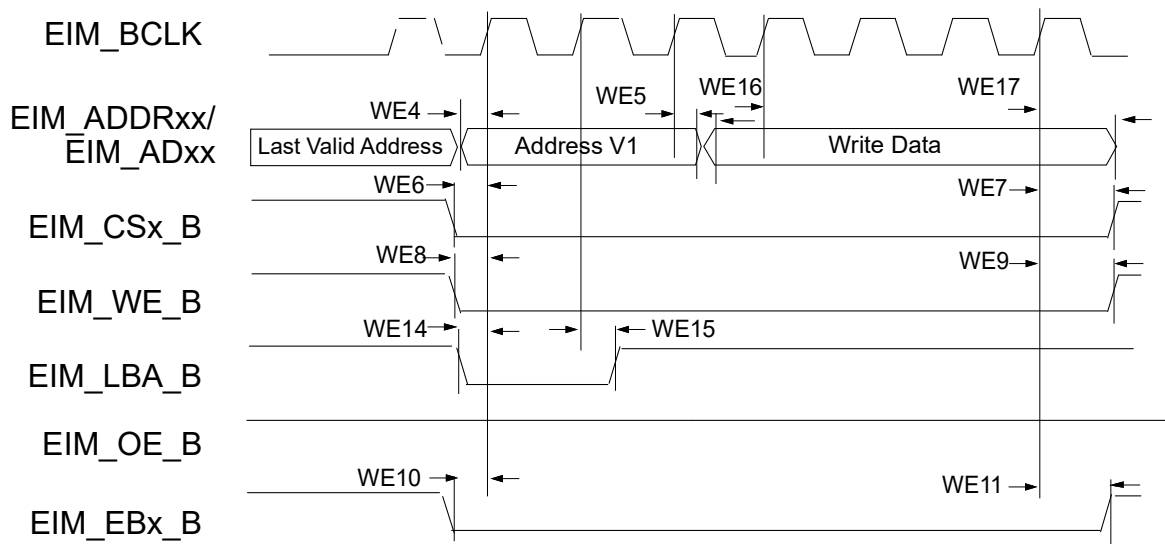 EIM_BCLK
WE4
WE5
WE16
WE17
EIM_ADDRxx/
EIM_ADxx
Last Valid Address
Address V1
Write Data
WE6
WE7
EIM_CSx_B
WE8
WE9
EIM_WE_B
WE14
WE15
EIM_LBA_B
EIM_OE_B
WE10
WE11
EIM_EBx_B